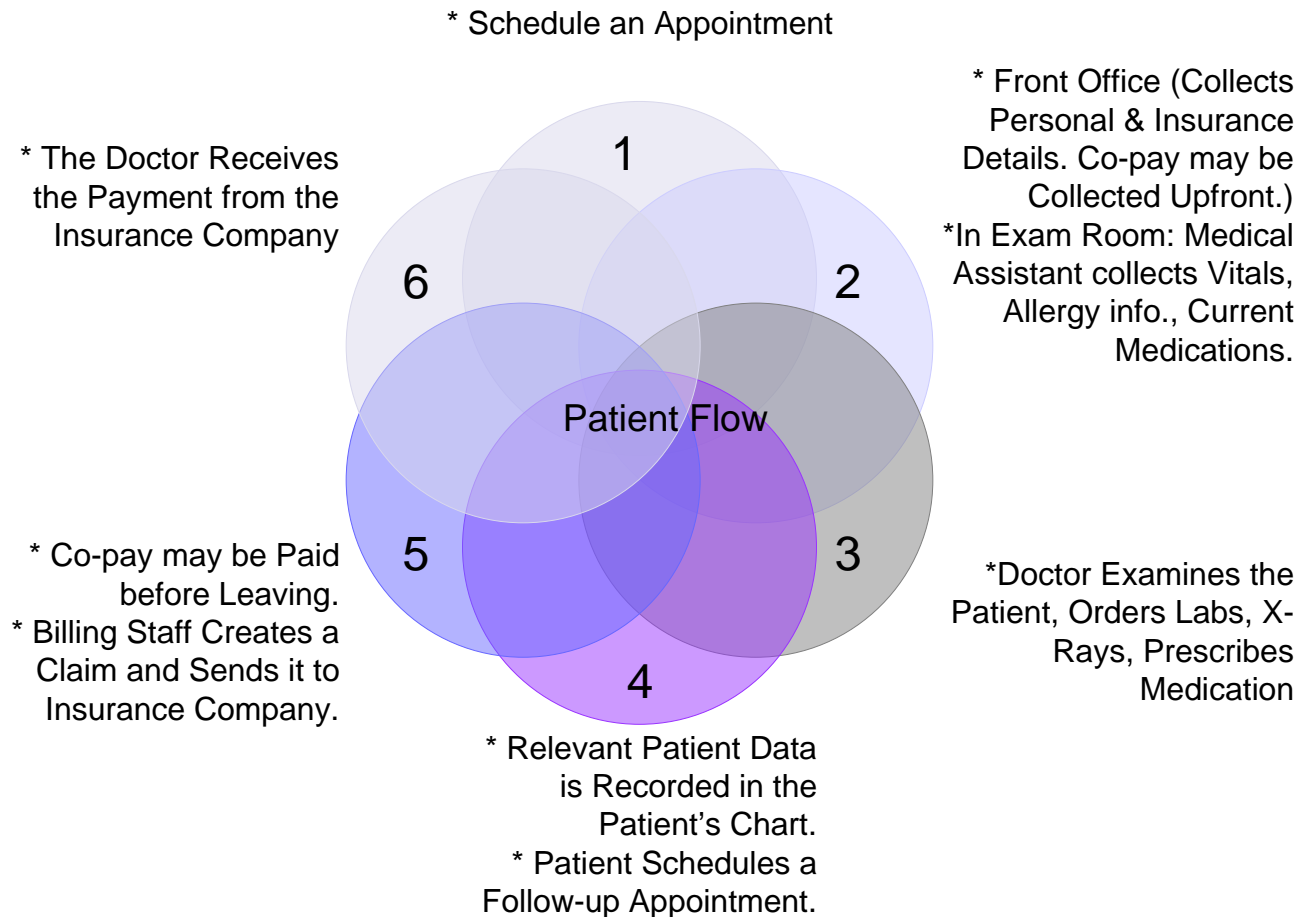 * Schedule an Appointment
1
* Front Office (Collects
Personal & Insurance
Details. Co-pay may be
Collected Upfront.)
*In Exam Room: Medical
Assistant collects Vitals,
Allergy info., Current
Medications.
2
*Doctor Examines the
Patient, Orders Labs, X-
Rays, Prescribes
Medication
3
* Relevant Patient Data
is Recorded in the
Patient’s Chart.
* Patient Schedules a
Follow-up Appointment.
4
* Co-pay may be Paid
before Leaving.
* Billing Staff Creates a
Claim and Sends it to
Insurance Company.
5
* The Doctor Receives
the Payment from the
Insurance Company
6
Patient Flow